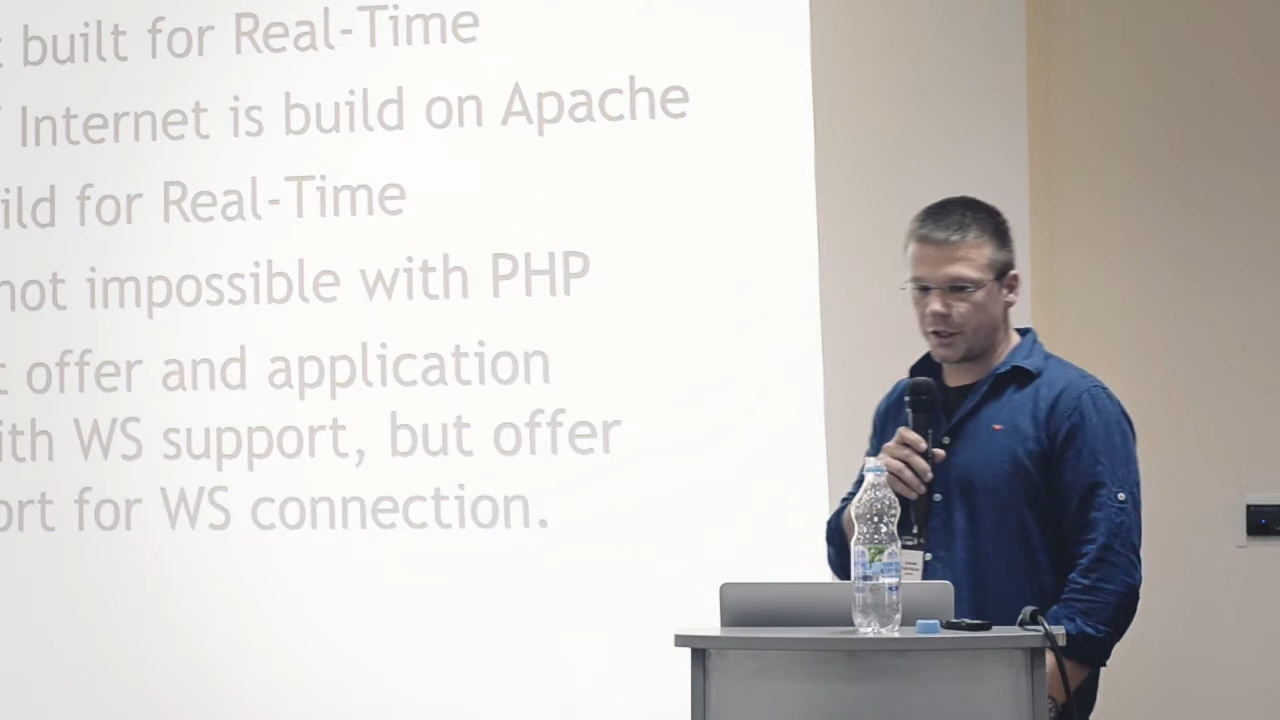 built for Real-Time
Internet is build on Apache
ild for Real-Time
not impossible with PHP
offer and application
ith WS support, but offer
ort for WS connection.